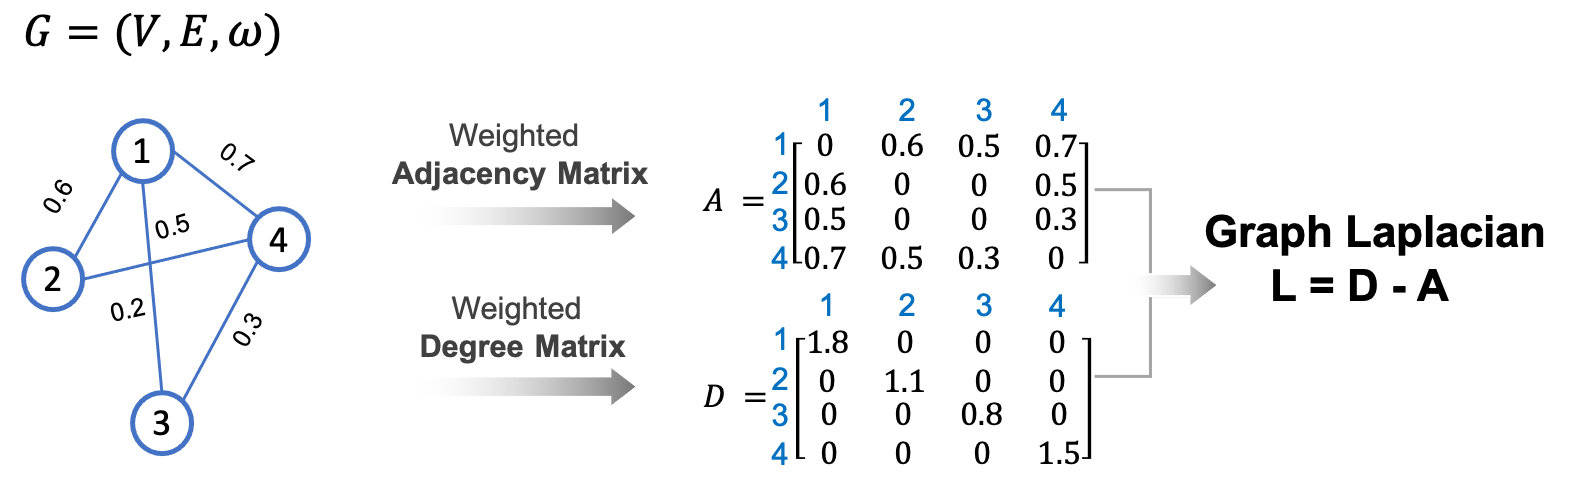 G = (V, E, ω)
1
0.7
0.6
0.5
4
2
0.2
0.3
3
Weighted
Adjacency Matrix
Weighted
Degree Matrix
1 2 3 4
1 0 0.6 0.5 0.7
2 0.6 0 0 0.5
A = 3 0.5 0 0 0.3
4 0.7 0.5 0.3 0
1 2 3 4
1 1.8 0 0 0
2 0 1.1 0 0
D = 3 0 0 0.8 0
4 0 0 0 1.5
Graph Laplacian
L = D - A